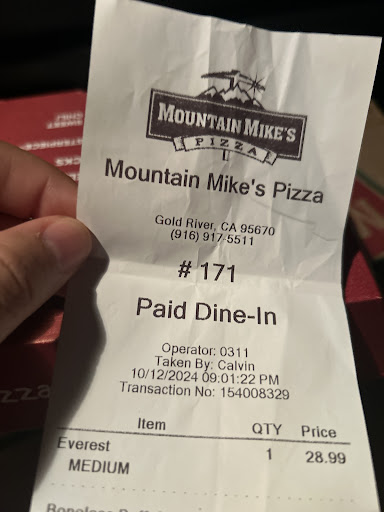 MOUNTAIN MIKE'S
PIZZA
Mountain Mike's Pizza
Gold River, CA 95670
(916) 917-5511
# 171
Paid Dine-In
Operator: 0311
Taken By: Calvin
10/12/2024 09:01:22 PM
Transaction No: 154008329
Item QTY Price
Everest 1 28.99
MEDIUM
SWEET
CHILI